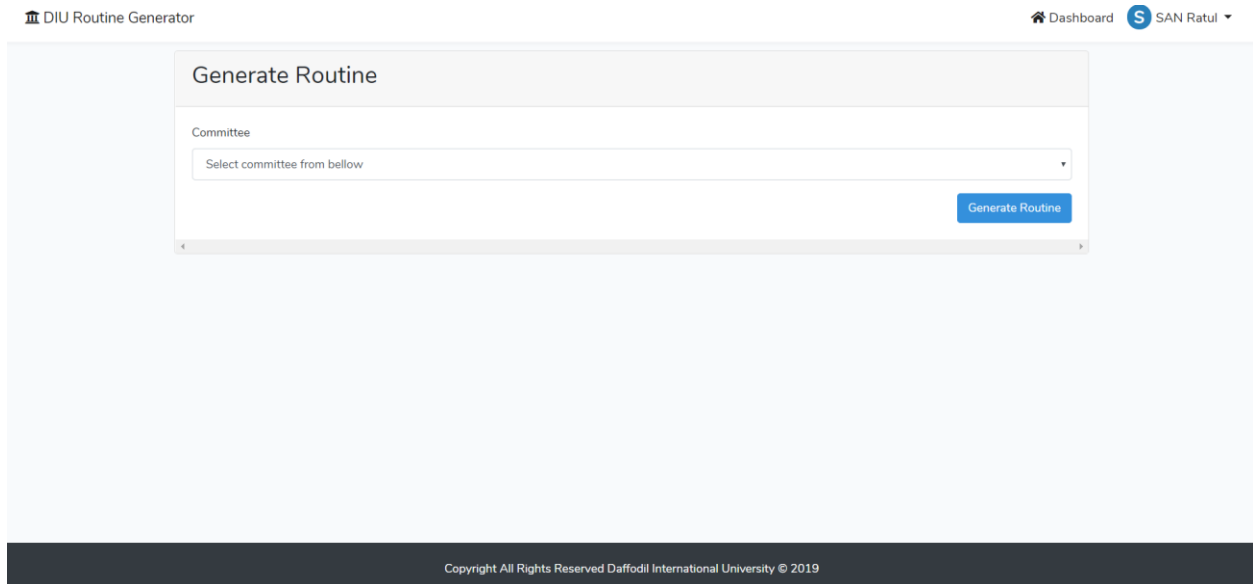 DIU Routine Generator
Dashboard
S
SAN Ratul
Generate Routine
Committee
Select committee from bellow
Generate Routine
Copyright All Rights Reserved Daffodil International University © 2019